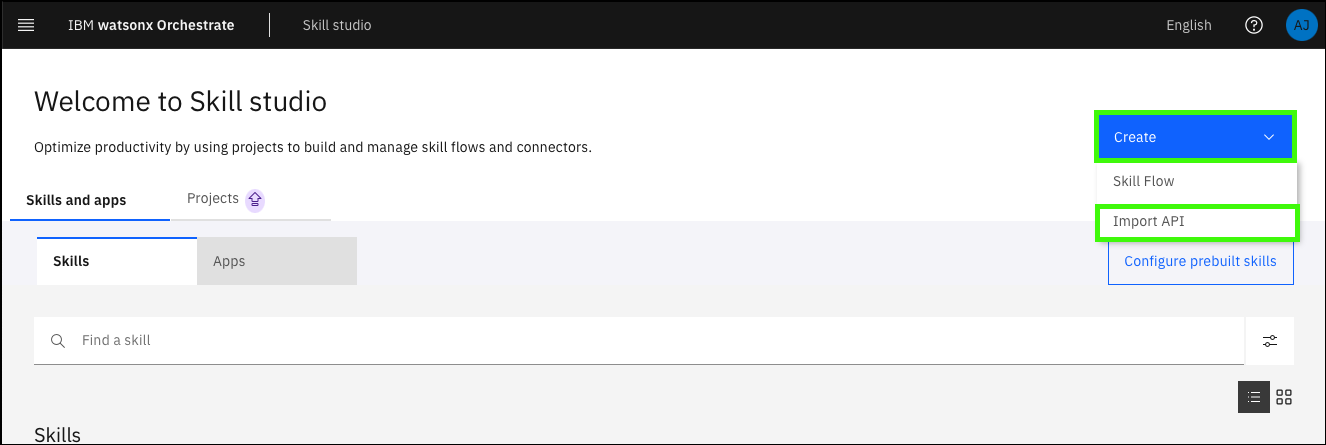 IBM watsonx Orchestrate Skill studio English AJ
Welcome to Skill studio
Create
Optimize productivity by using projects to build and manage skill flows and connectors.
Skill Flow
Skills and apps Projects
Import API
Skills Apps Configure prebuilt skills
Find a skill
Skills